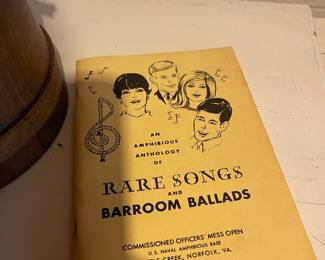 AN
AMPHIBIOUS
ANTHOLOGY
OF
RARE SONGS
AND
BARROOM BALLADS
COMMISSIONED OFFICERS' MESS OPEN
U.S. NAVAL AMPHIBIOUS BASE
CREEK, NORFOLK, VA.